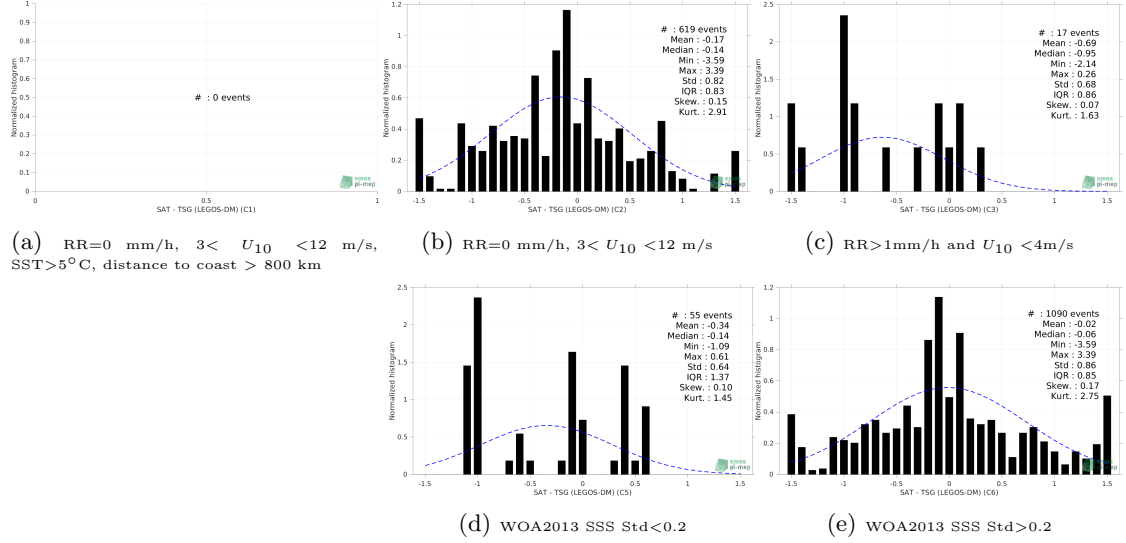 1
0.9
0.8
0.7
0.6
0.5
0.4
0.3
0.2
0.1
0
Normalized histogram
# : 0 events
smos
pi-mep
0 0.5 1
SAT - TSG (LEGOS-DM) (C1)
(a) RR=0 mm/h, 3< U10 <12 m/s,
SST>5°C, distance to coast > 800 km
1.2
1
0.8
0.6
0.4
0.2
0
Normalized histogram
# : 619 events
Mean : -0.17
Median : -0.14
Min : -3.59
Max : 3.39
Std : 0.82
IQR : 0.83
Skew. : 0.15
Kurt. : 2.91
smos
pi-mep
-1.5 -1 -0.5 0 0.5 1 1.5
SAT - TSG (LEGOS-DM) (C2)
(b) RR=0 mm/h, 3< U10 <12 m/s
2.5
2
1.5
1
0.5
0
Normalized histogram
# : 17 events
Mean : -0.69
Median : -0.95
Min : -2.14
Max : 0.26
Std : 0.68
IQR : 0.86
Skew. : 0.07
Kurt. : 1.63
smos
pi-mep
-1.5 -1 -0.5 0 0.5 1 1.5
SAT - TSG (LEGOS-DM) (C3)
(c) RR>1mm/h and U10 <4m/s
2.5
2
1.5
1
0.5
0
Normalized histogram
# : 55 events
Mean : -0.34
Median : -0.14
Min : -1.09
Max : 0.61
Std : 0.64
IQR : 1.37
Skew. : 0.10
Kurt. : 1.45
smos
pi-mep
-1.5 -1 -0.5 0 0.5 1 1.5
SAT - TSG (LEGOS-DM) (C5)
(d) WOA2013 SSS Std<0.2
1.2
1
0.8
0.6
0.4
0.2
0
Normalized histogram
# : 1090 events
Mean : -0.02
Median : -0.06
Min : -3.59
Max : 3.39
Std : 0.86
IQR : 0.85
Skew. : 0.17
Kurt. : 2.75
smos
pi-mep
-1.5 -1 -0.5 0 0.5 1 1.5
SAT - TSG (LEGOS-DM) (C6)
(e) WOA2013 SSS Std>0.2